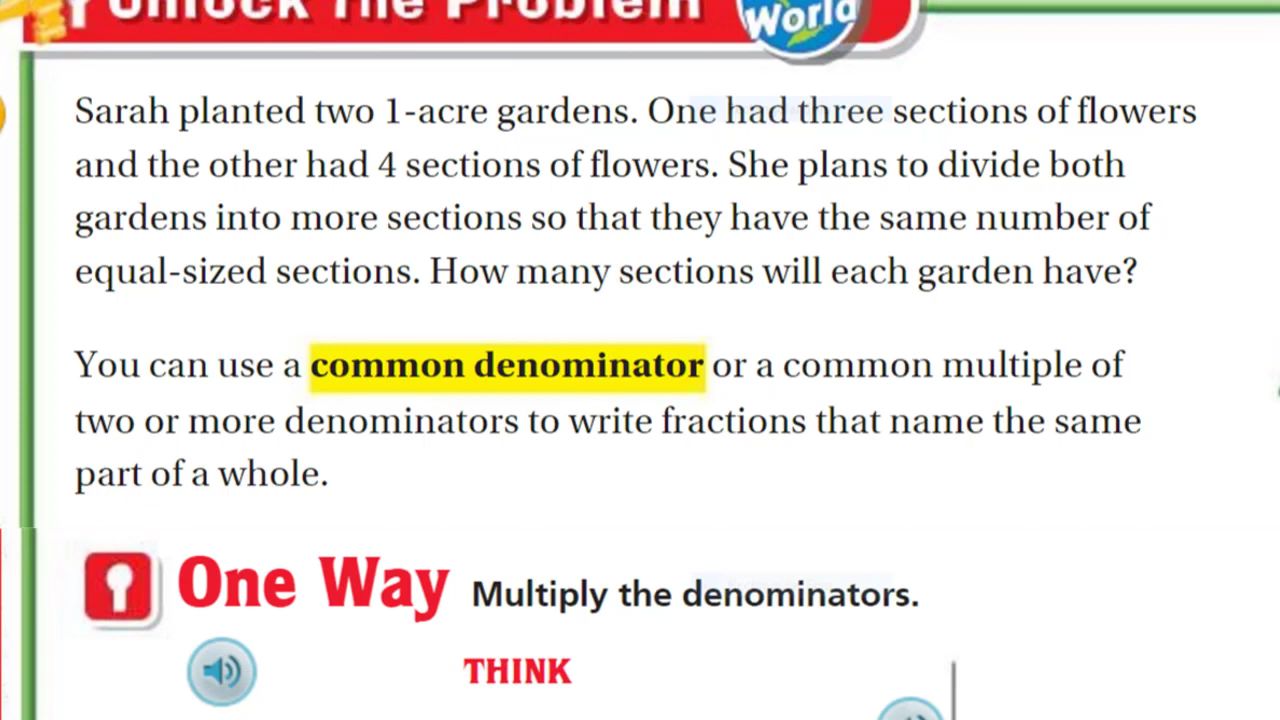 Unlock the Problem
World
Sarah planted two 1-acre gardens. One had three sections of flowers
and the other had 4 sections of flowers. She plans to divide both
gardens into more sections so that they have the same number of
equal-sized sections. How many sections will each garden have?
You can use a common denominator or a common multiple of
two or more denominators to write fractions that name the same
part of a whole.
One Way Multiply the denominators.
THINK